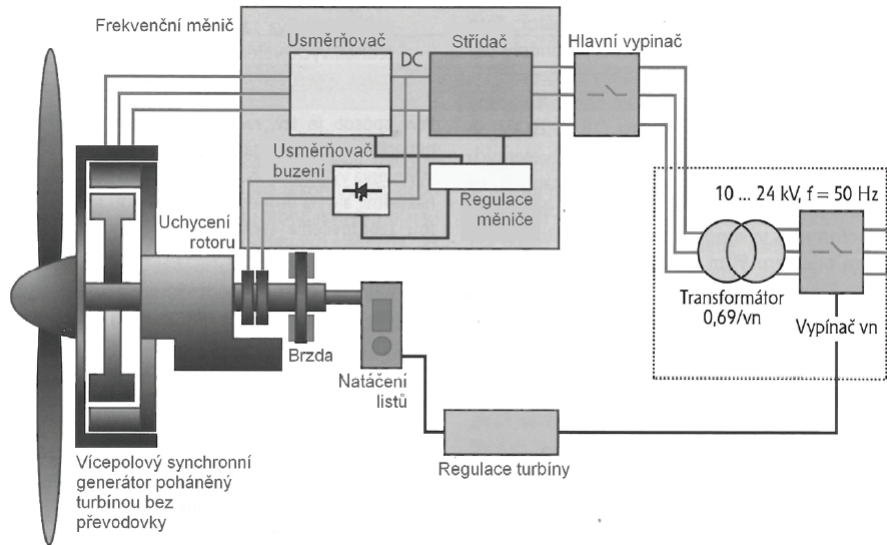 Frekvenční měnič
Usměrňovač
DC
Střídač
Hlavní vypinač
Usměrňovač
buzení
Regulace
měniče
Uchycení
rotoru
10 ... 24 kV, f = 50 Hz
Transformátor
0,69/vn
Vypínač vn
Brzda
Natáčení
listů
Regulace turbíny
Vícepolový synchronní
generátor poháněný
turbínou bez
převodovky